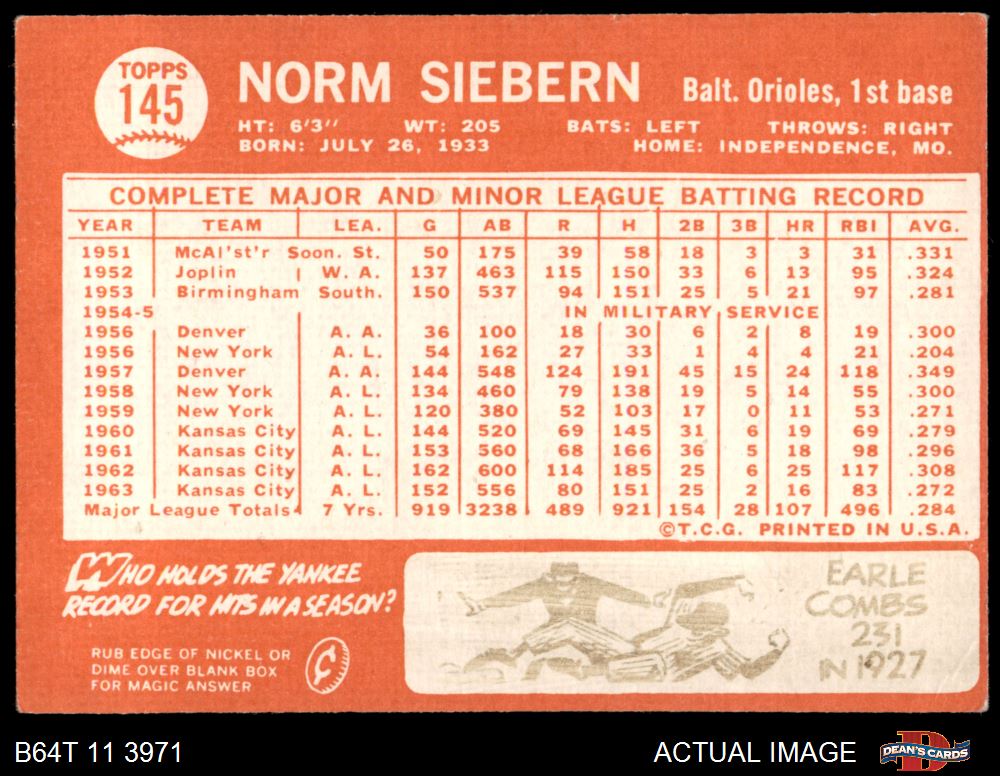 TOPPS
145
NORM SIEBERN Balt. Orioles, 1st base
HT: 6'3" WT: 205 BATS: LEFT THROWS: RIGHT
BORN: JULY 26, 1933 HOME: INDEPENDENCE, MO.
COMPLETE MAJOR AND MINOR LEAGUE BATTING RECORD
YEAR TEAM LEA. G AB R H 2B 3B HR RBI AVG.
1951 McAl'st'r Soon. St. 50 175 39 58 18 3 3 31 .331
1952 Joplin W. A. 137 463 115 150 33 6 13 95 .324
1953 Birmingham South. 150 537 94 151 25 5 21 97 .281
1954-5 IN MILITARY SERVICE
1956 Denver A. A. 36 100 18 30 6 2 8 19 .300
1956 New York A. L. 54 162 27 33 1 4 4 21 .204
1957 Denver A. A. 144 548 124 191 45 15 24 118 .349
1958 New York A. L. 134 460 79 138 19 5 14 55 .300
1959 New York A. L. 120 380 52 103 17 0 11 53 .271
1960 Kansas City A. L. 144 520 69 145 31 6 19 69 .279
1961 Kansas City A. L. 153 560 68 166 36 5 18 98 .296
1962 Kansas City A. L. 162 600 114 185 25 6 25 117 .308
1963 Kansas City A. L. 152 556 80 151 25 2 16 83 .272
Major League Totals 7 Yrs. 919 3238 489 921 154 28 107 496 .284
©T.C.G. PRINTED IN U.S.A.
WHO HOLDS THE YANKEE
RECORD FOR HITS IN A SEASON?
RUB EDGE OF NICKEL OR
DIME OVER BLANK BOX
FOR MAGIC ANSWER
¢
EARLE
COMBS
231
IN 1927
B64T 11 3971 ACTUAL IMAGE DEAN'S CARDS